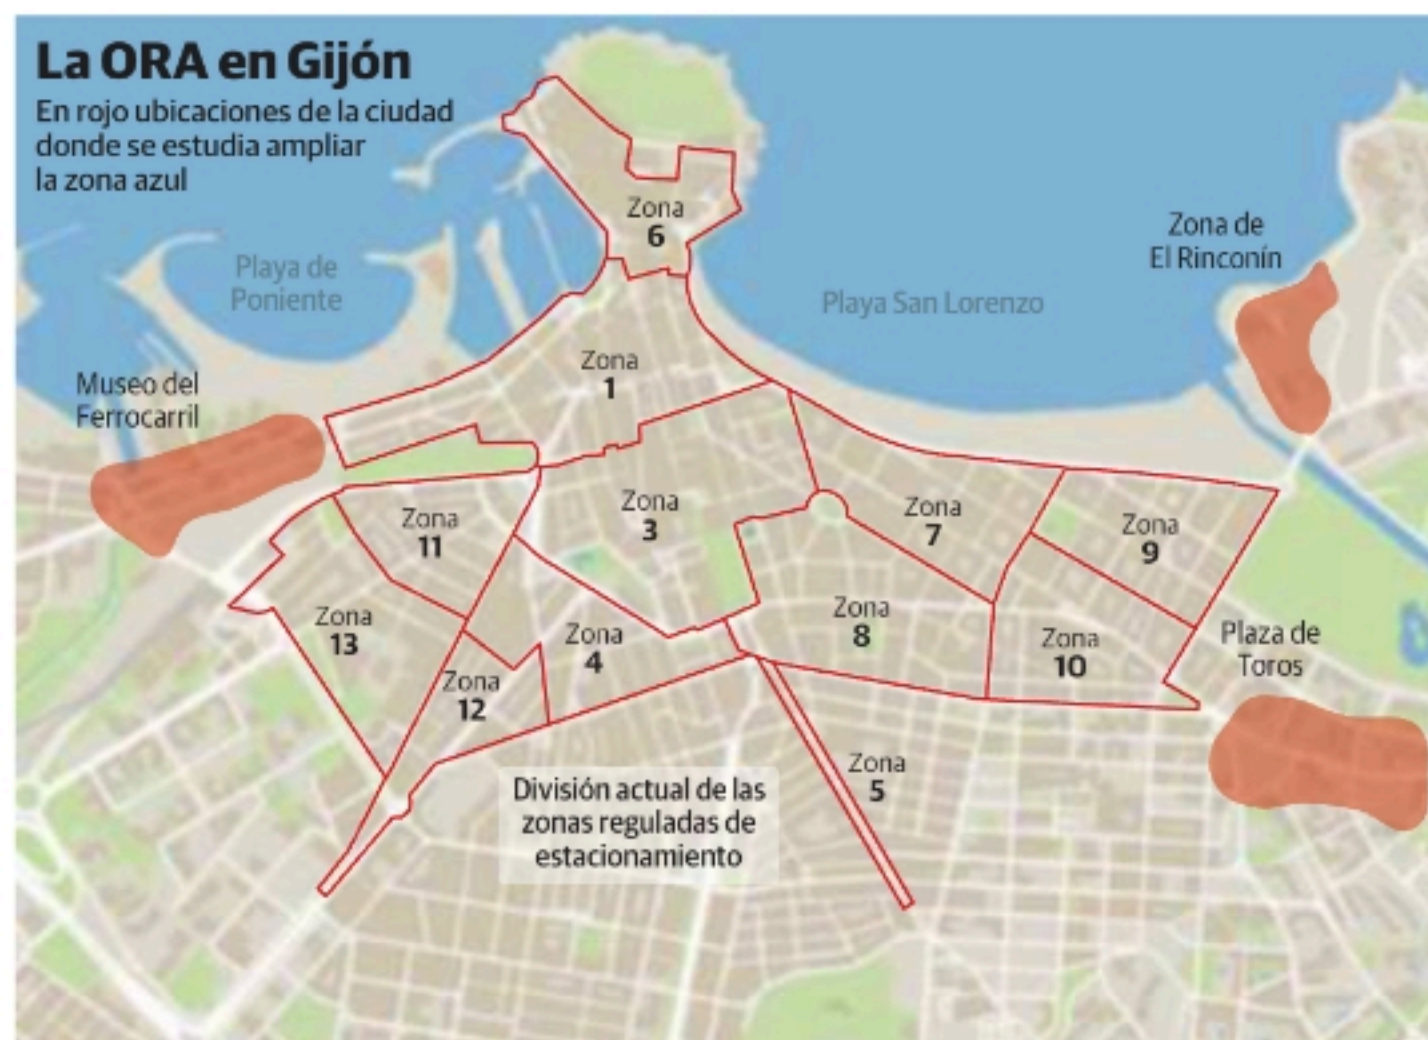 La ORA en Gijón
En rojo ubicaciones de la ciudad
donde se estudia ampliar
la zona azul
Zona
6
Zona de
El Rinconín
Playa de
Poniente
Playa San Lorenzo
Museo del
Ferrocarril
Zona
1
Zona
3
Zona
7
Zona
9
Zona
11
Zona
13
Zona
4
Zona
8
Zona
10
Plaza de
Toros
Zona
12
Zona
5
División actual de las
zonas reguladas de
estacionamiento